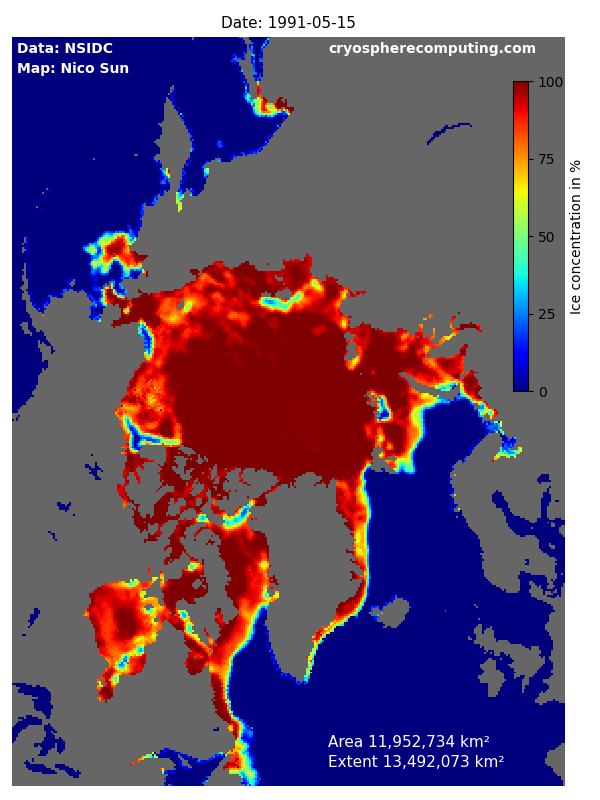 Date: 1991-05-15
Data: NSIDC
Map: Nico Sun
cryospherecomputing.com
100
75
50
25
0
Ice concentration in %
Area 11,952,734 km²
Extent 13,492,073 km²